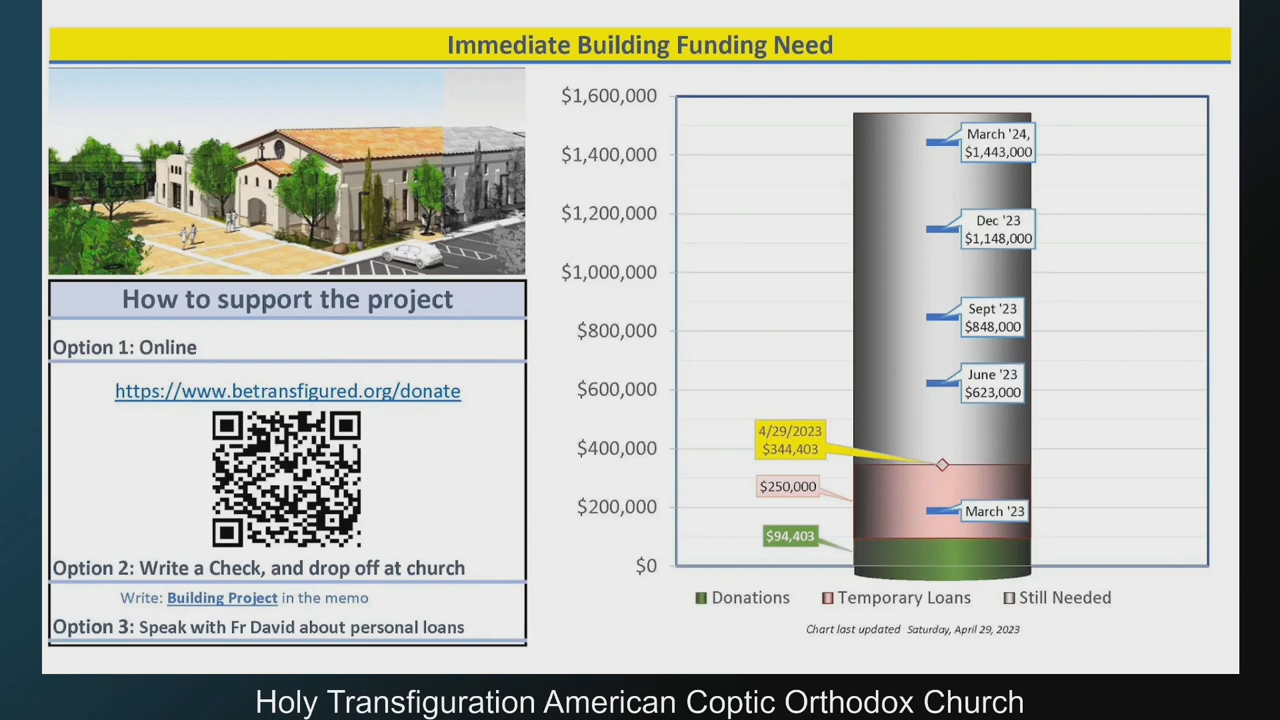 Immediate Building Funding Need
How to support the project
Option 1: Online
https://www.betransfigured.org/donate
Option 2: Write a Check, and drop off at church
Write: Building Project in the memo
Option 3: Speak with Fr David about personal loans
$1,600,000
$1,400,000
$1,200,000
$1,000,000
$800,000
$600,000
$400,000
$200,000
$0
March '24,
$1,443,000
Dec '23
$1,148,000
Sept '23
$848,000
June '23
$623,000
4/29/2023
$344,403
$250,000
March '23
$94,403
Donations
Temporary Loans
Still Needed
Chart last updated Saturday, April 29, 2023
Holy Transfiguration American Coptic Orthodox Church